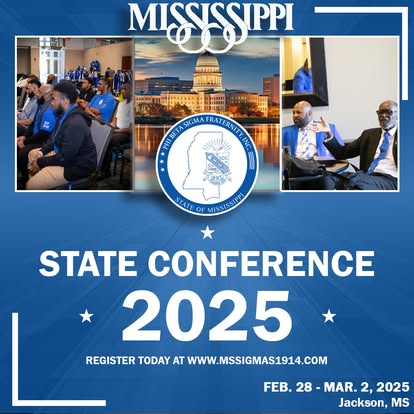 MISSISSIPPI
PHI BETA SIGMA FRATERNITY, INC.
STATE OF MISSISSIPPI
STATE CONFERENCE
2025
REGISTER TODAY AT WWW.MSSIGMAS1914.COM
FEB. 28 - MAR. 2, 2025
Jackson, MS